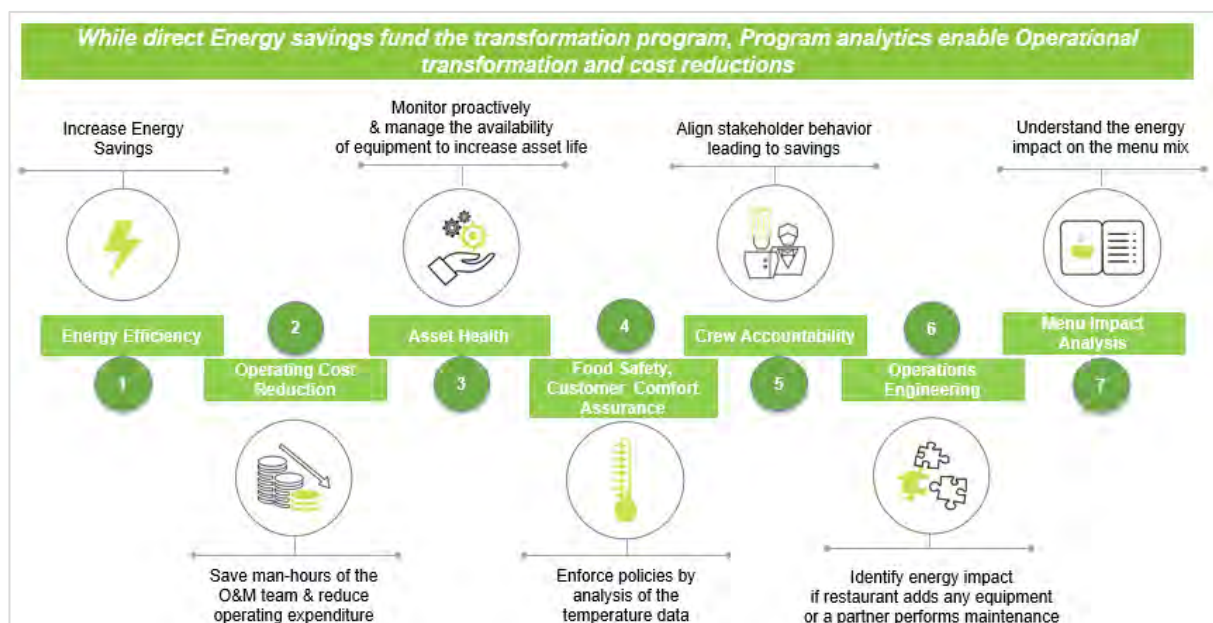 While direct Energy savings fund the transformation program, Program analytics enable Operational
transformation and cost reductions
Increase Energy
Savings
Monitor proactively
& manage the availability
of equipment to increase asset life
Align stakeholder behavior
leading to savings
Understand the energy
impact on the menu mix
Energy Efficiency
1
2
Operating Cost
Reduction
Asset Health
3
4
Food Safety,
Customer Comfort
Assurance
Crew Accountability
5
6
Operations
Engineering
Menu Impact
Analysis
7
Save man-hours of the
O&M team & reduce
operating expenditure
Enforce policies by
analysis of the
temperature data
Identify energy impact
if restaurant adds any equipment
or a partner performs maintenance